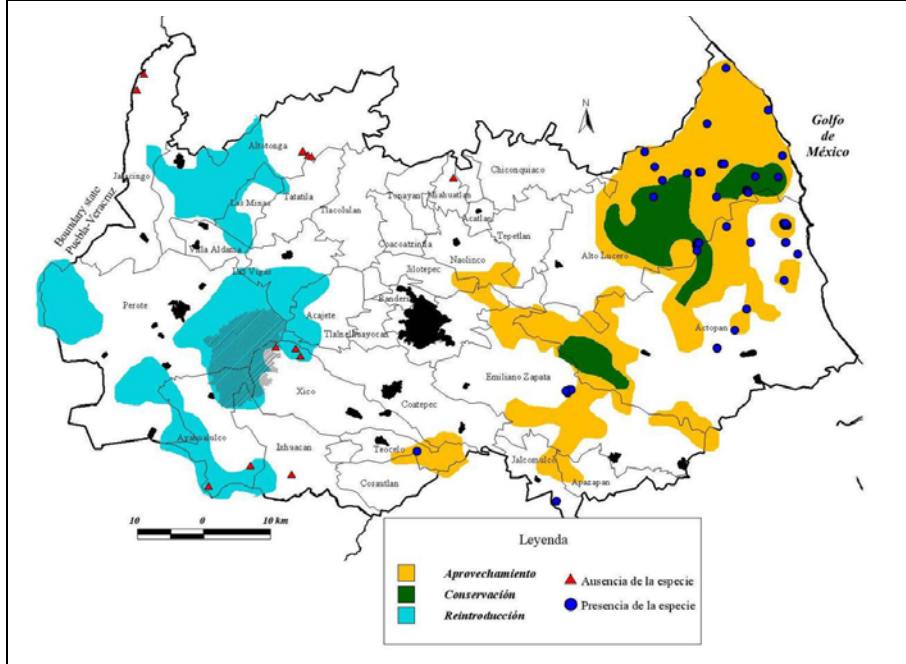 N
Golfo
de
México
Boundary state
Puebla-Veracruz
Jalacingo
Altotonga
Las Minas
Tatatila
Tlacolulan
Tonayan
Miahuatlan
Chiconquiaco
Acatlan
Tepetlan
Villa Aldama
Coacoatzintla
Naolinco
Alto Lucero
Las Vigas
Jilotepec
Perote
Banderilla
Acajete
Tlalnelhuayocan
Actopan
Emiliano Zapata
Xico
Coatepec
Ayahualulco
Ixhuacan
Teocelo
Jalcomulco
Cosautlan
Apazapan
10 0 10 km
Leyenda
Aprovechamiento
Conservación
Reintroducción
Ausencia de la especie
Presencia de la especie